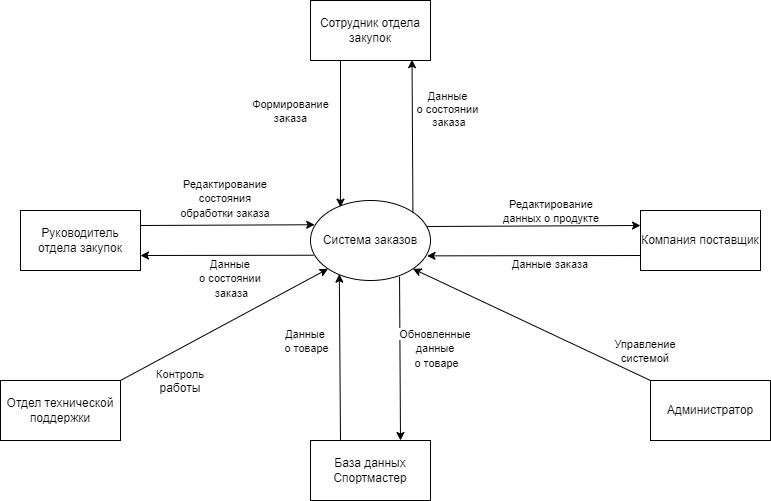 Сотрудник отдела
закупок
Формирование
заказа
Данные
о состоянии
заказа
Редактирование
состояния
обработки заказа
Редактирование
данных о продукте
Руководитель
отдела закупок
Система заказов
Компания поставщик
Данные
о состоянии
заказа
Данные заказа
Данные
о товаре
Обновленные
данные
о товаре
Управление
системой
Контроль
работы
Отдел технической
поддержки
Администратор
База данных
Спортмастер